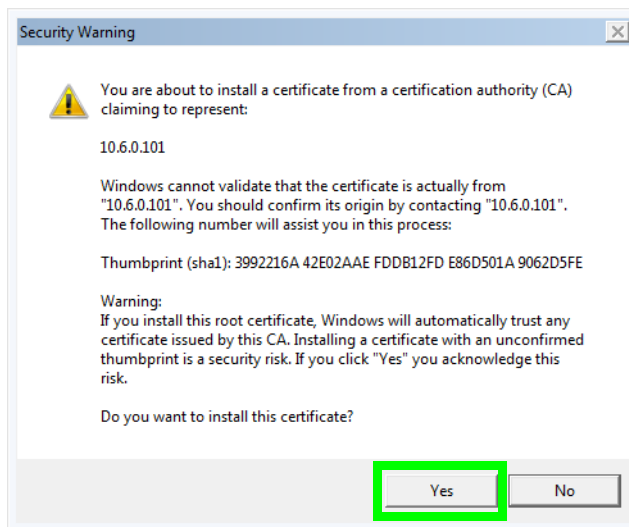 Security Warning
You are about to install a certificate from a certification authority (CA)
claiming to represent:
10.6.0.101
Windows cannot validate that the certificate is actually from
"10.6.0.101". You should confirm its origin by contacting "10.6.0.101".
The following number will assist you in this process:
Thumbprint (sha1): 3992216A 42E02AAE FDDB12FD E86D501A 9062D5FE
Warning:
If you install this root certificate, Windows will automatically trust any
certificate issued by this CA. Installing a certificate with an unconfirmed
thumbprint is a security risk. If you click "Yes" you acknowledge this
risk.
Do you want to install this certificate?
Yes No